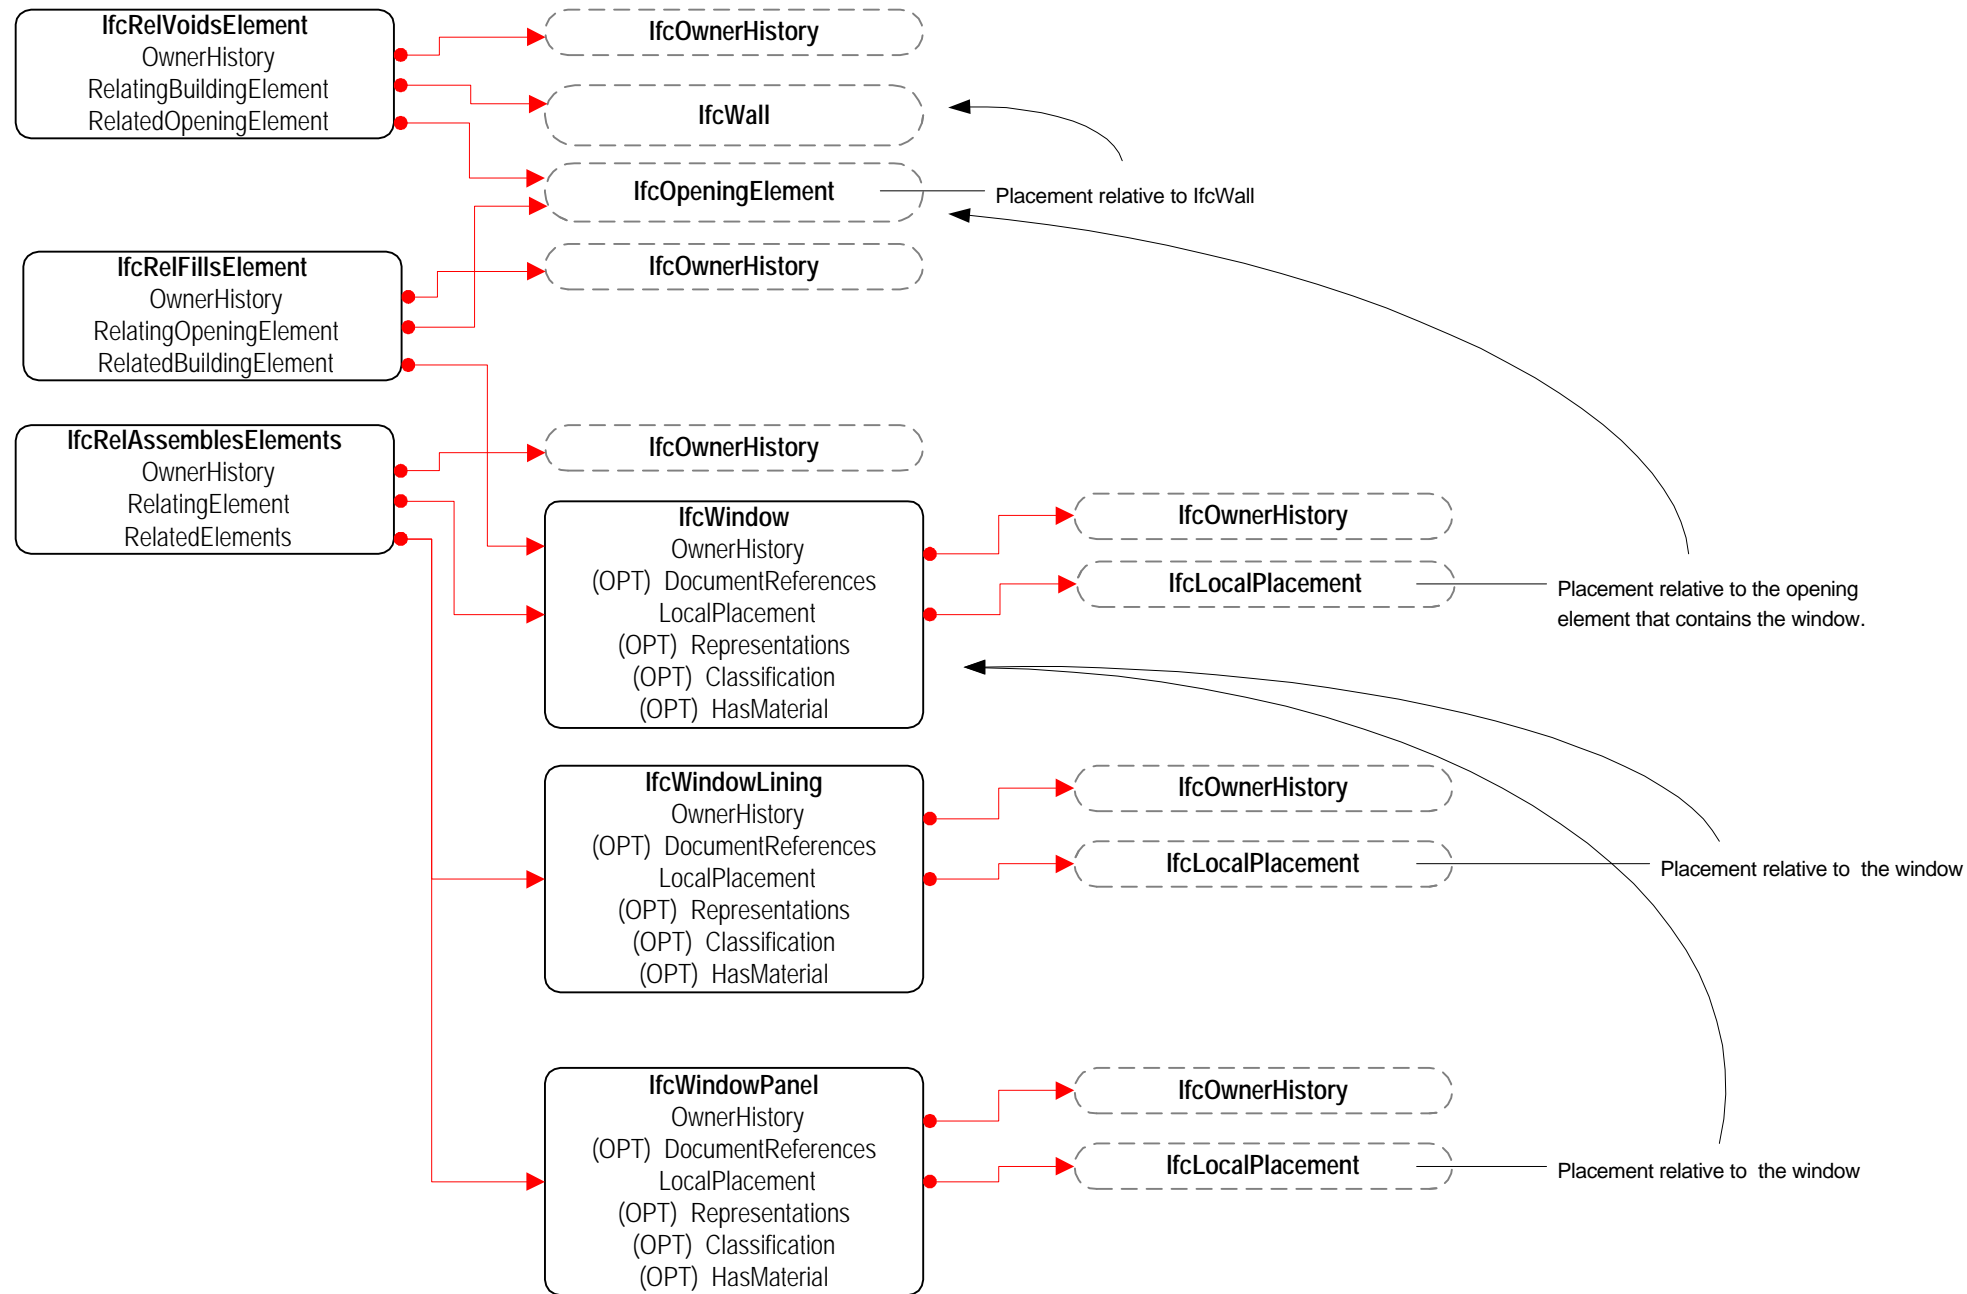 IfcRelVoidsElement
OwnerHistory
RelatingBuildingElement
RelatedOpeningElement
IfcOwnerHistory
IfcWall
IfcOpeningElement
Placement relative to IfcWall
IfcRelFillsElement
OwnerHistory
RelatingOpeningElement
RelatedBuildingElement
IfcOwnerHistory
IfcRelAssemblesElements
OwnerHistory
RelatingElement
RelatedElements
IfcOwnerHistory
IfcWindow
OwnerHistory
(OPT) DocumentReferences
LocalPlacement
(OPT) Representations
(OPT) Classification
(OPT) HasMaterial
IfcOwnerHistory
IfcLocalPlacement
Placement relative to the opening
element that contains the window.
IfcWindowLining
OwnerHistory
(OPT) DocumentReferences
LocalPlacement
(OPT) Representations
(OPT) Classification
(OPT) HasMaterial
IfcOwnerHistory
IfcLocalPlacement
Placement relative to the window
IfcWindowPanel
OwnerHistory
(OPT) DocumentReferences
LocalPlacement
(OPT) Representations
(OPT) Classification
(OPT) HasMaterial
IfcOwnerHistory
IfcLocalPlacement
Placement relative to the window